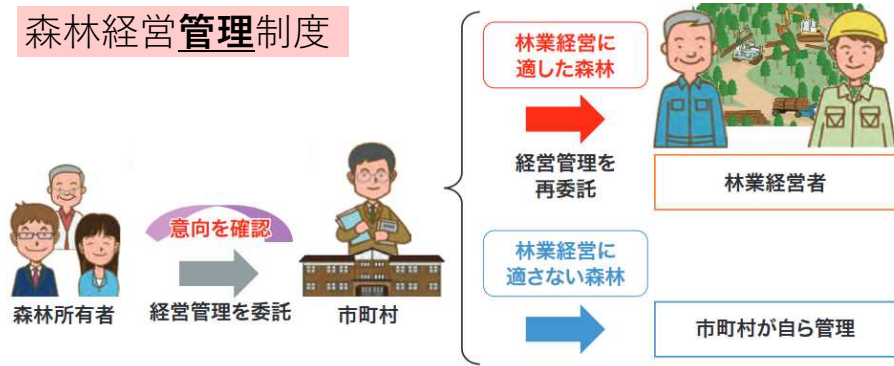 森林経営管理制度
林業経営に
適した森林
経営管理を
再委託
林業経営者
意向を確認
経営管理を委託
森林所有者
市町村
林業経営に
適さない森林
市町村が自ら管理